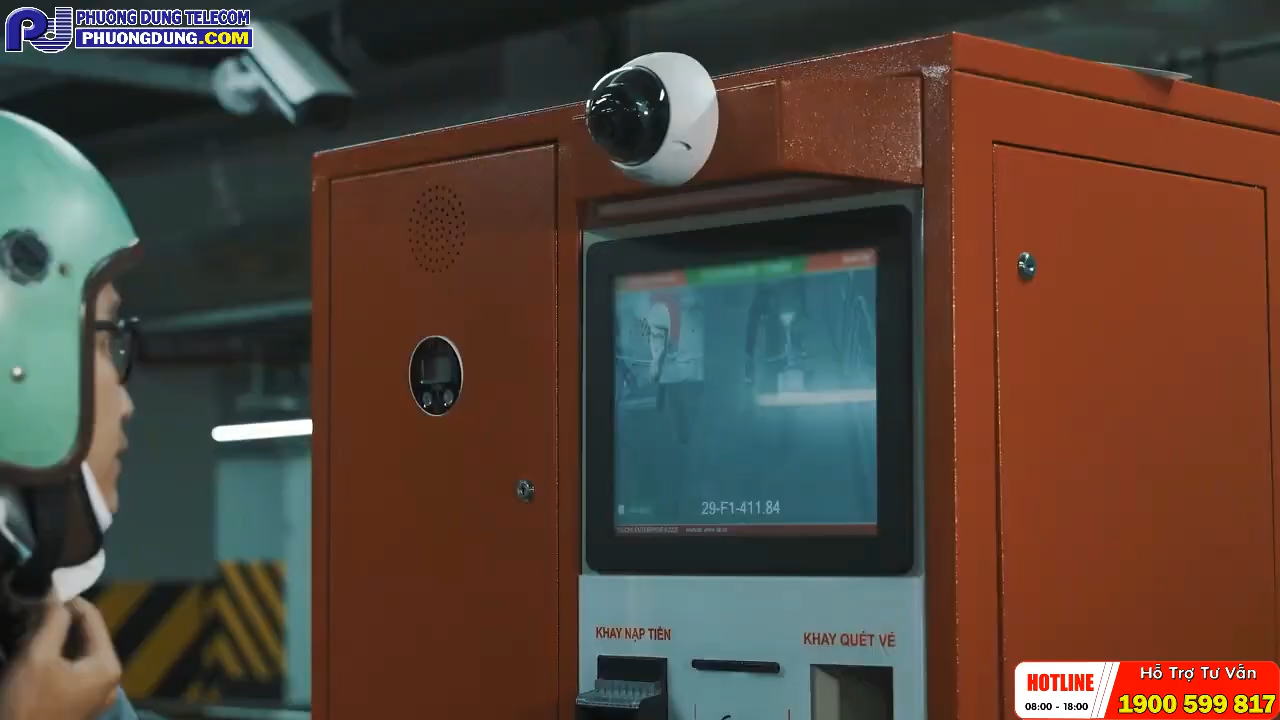 PHUONG DUNG TELECOM
PHUONGDUNG.COM
29-F1-411.84
KHAY NẠP TIỀN
KHAY QUÉT VÉ
HOTLINE
08:00 - 18:00
Hỗ Trợ Tư Vấn
1900 599 817